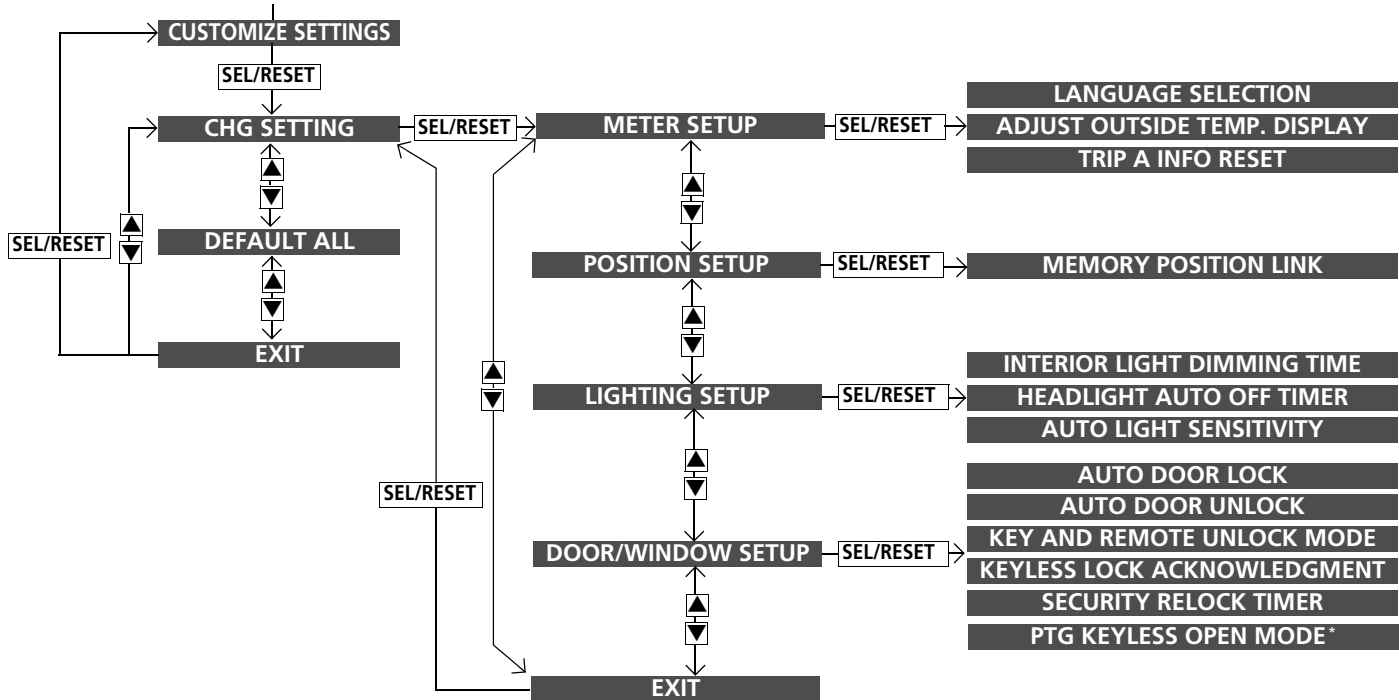 CUSTOMIZE SETTINGS
SEL/RESET
CHG SETTING
SEL/RESET
METER SETUP
SEL/RESET
LANGUAGE SELECTION
ADJUST OUTSIDE TEMP. DISPLAY
TRIP A INFO RESET
▲
▼
▲
▼
▲
▼
SEL/RESET
DEFAULT ALL
POSITION SETUP
SEL/RESET
MEMORY POSITION LINK
▲
▼
▲
▼
EXIT
▲
▼
LIGHTING SETUP
SEL/RESET
INTERIOR LIGHT DIMMING TIME
HEADLIGHT AUTO OFF TIMER
AUTO LIGHT SENSITIVITY
▲
▼
SEL/RESET
DOOR/WINDOW SETUP
SEL/RESET
AUTO DOOR LOCK
AUTO DOOR UNLOCK
KEY AND REMOTE UNLOCK MODE
KEYLESS LOCK ACKNOWLEDGMENT
SECURITY RELOCK TIMER
PTG KEYLESS OPEN MODE*
▲
▼
EXIT